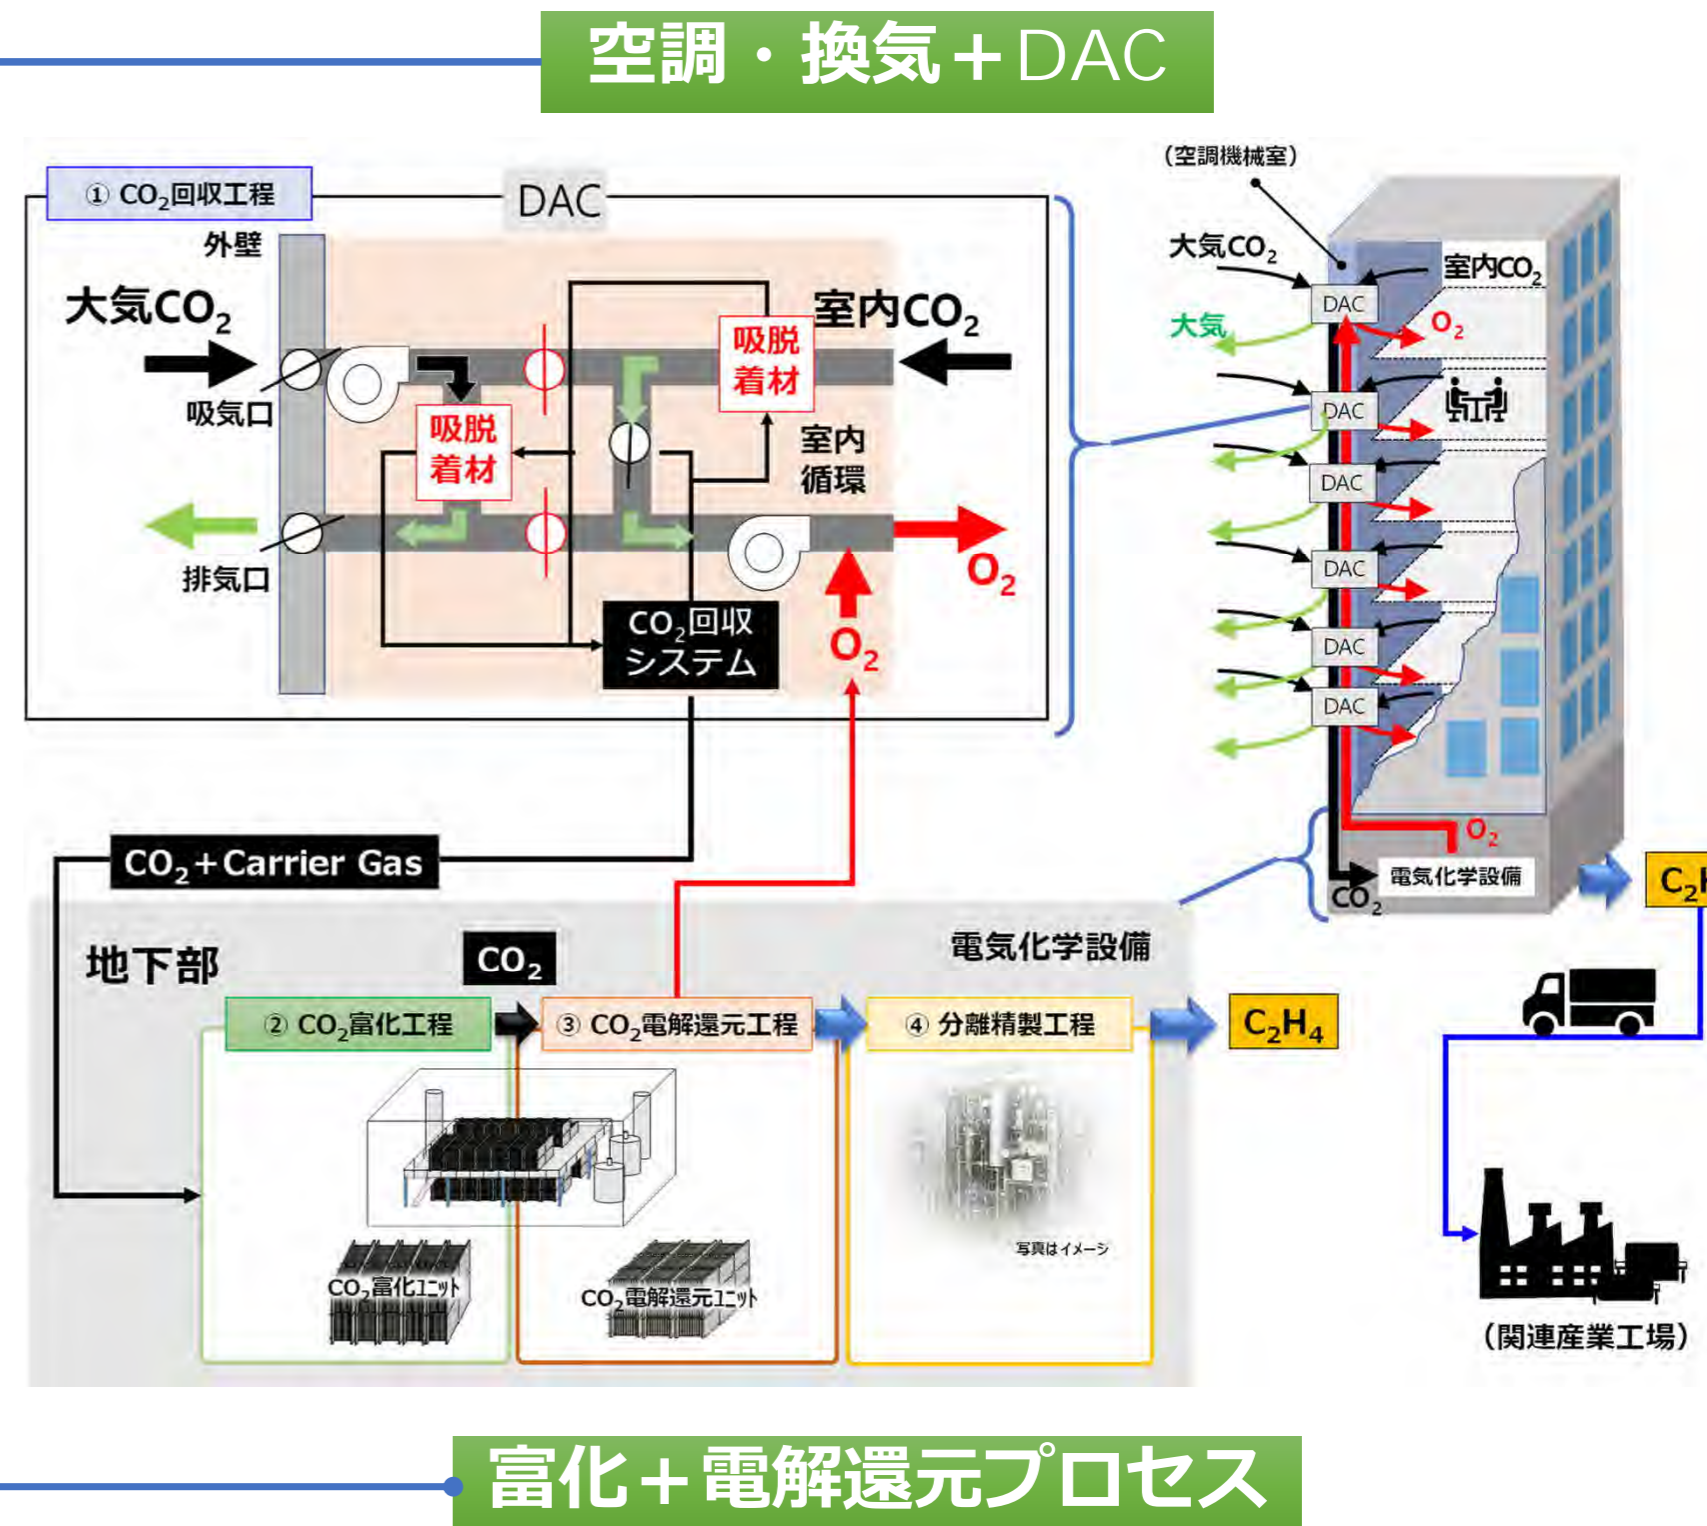 空調・換気＋DAC
① CO₂回収工程
DAC
外壁
大気CO₂
吸気口
吸脱
着材
吸脱
着材
室内CO₂
室内
循環
排気口
CO₂回収
システム
O₂
O₂
（空調機械室）
大気CO₂
室内CO₂
大気
O₂
DAC
DAC
DAC
DAC
DAC
DAC
O₂
電気化学設備
CO₂
CO₂＋Carrier Gas
地下部
電気化学設備
CO₂
② CO₂富化工程
③ CO₂電解還元工程
④ 分離精製工程
C₂H₄
CO₂富化ユニット
CO₂電解還元ユニット
写真はイメージ
（関連産業工場）
富化＋電解還元プロセス